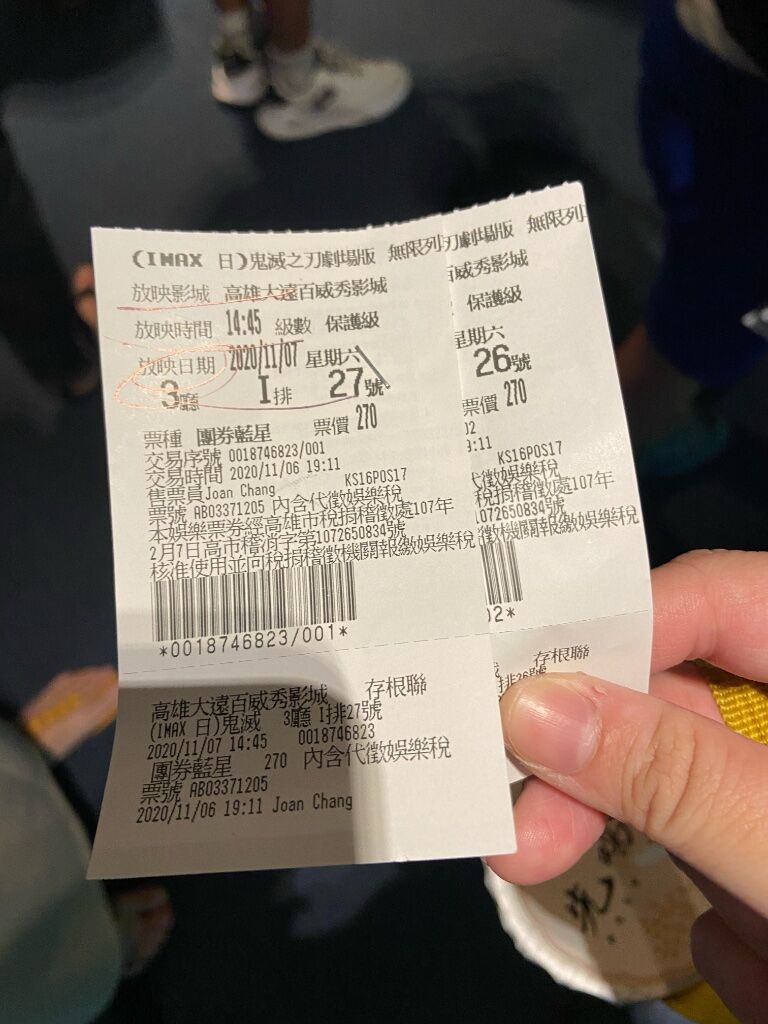 (IMAX 日)鬼滅之刃劇場版 無限列
放映影城 高雄大遠百威秀影城
放映時間 14:45 級數 保護級
放映日期 2020/11/07 星期六
3廳 I排 27號
票種 團券藍星 票價 270
交易序號 0018746823/001
交易時間 2020/11/06 19:11
售票員Joan Chang KS16POS17
票號 AB03371205 內含代徵娛樂稅
本娛樂票券經高雄市稅捐稽徵處107年
2月7日高市稽消字第1072650834號
核准使用並向稅捐稽徵機關報繳娛樂稅
*0018746823/001*
高雄大遠百威秀影城 存根聯
(IMAX 日)鬼滅 3廳 I排27號
2020/11/07 14:45 0018746823
團券藍星 270 內含代徵娛樂稅
票號 AB03371205
2020/11/06 19:11 Joan Chang
刃劇場版 無限列
百威秀影城
保護級
星期六
26號
票價 270
02
9:11
KS16POS17
代徵娛樂稅
稅捐稽徵處107年
1072650834號
徵機關報繳娛樂稅
02*
存根聯
排26號